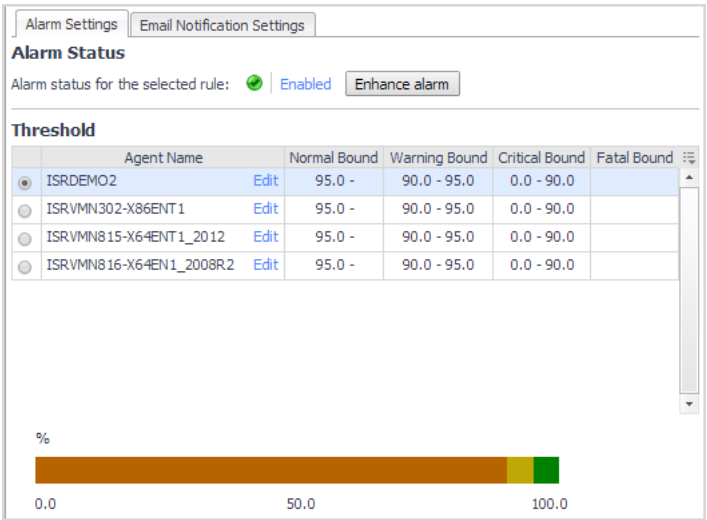 Alarm Settings Email Notification Settings
Alarm Status
Alarm status for the selected rule: Enabled Enhance alarm
Threshold
Agent Name Normal Bound Warning Bound Critical Bound Fatal Bound
ISRDEMO2 Edit 95.0 - 90.0 - 95.0 0.0 - 90.0
ISRVMN302-X86ENT1 Edit 95.0 - 90.0 - 95.0 0.0 - 90.0
ISRVMN815-X64ENT1_2012 Edit 95.0 - 90.0 - 95.0 0.0 - 90.0
ISRVMN816-X64EN1_2008R2 Edit 95.0 - 90.0 - 95.0 0.0 - 90.0
%
0.0 50.0 100.0